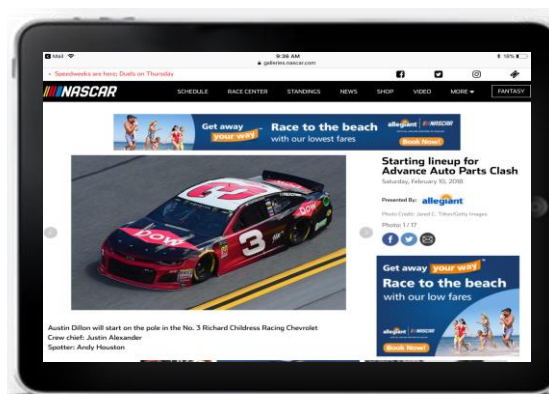 Mail
9:36 AM
18%
galleries.nascar.com
Speedweeks are here; Duels on Thursday
NASCAR
SCHEDULE RACE CENTER STANDINGS NEWS SHOP VIDEO MORE FANTASY
Get away your way
Race to the beach
with our lowest fares
allegiant NASCAR
Book Now!
Starting lineup for
Advance Auto Parts Clash
Saturday, February 10, 2018
Presented By: allegiant
Photo Credit: Jared C. Tilton/Getty Images
Photo: 1 / 17
3
Dow
Dow
3
Get away your way
Race to the beach
with our low fares
allegiant NASCAR
Book Now!
Austin Dillon will start on the pole in the No. 3 Richard Childress Racing Chevrolet
Crew chief: Justin Alexander
Spotter: Andy Houston